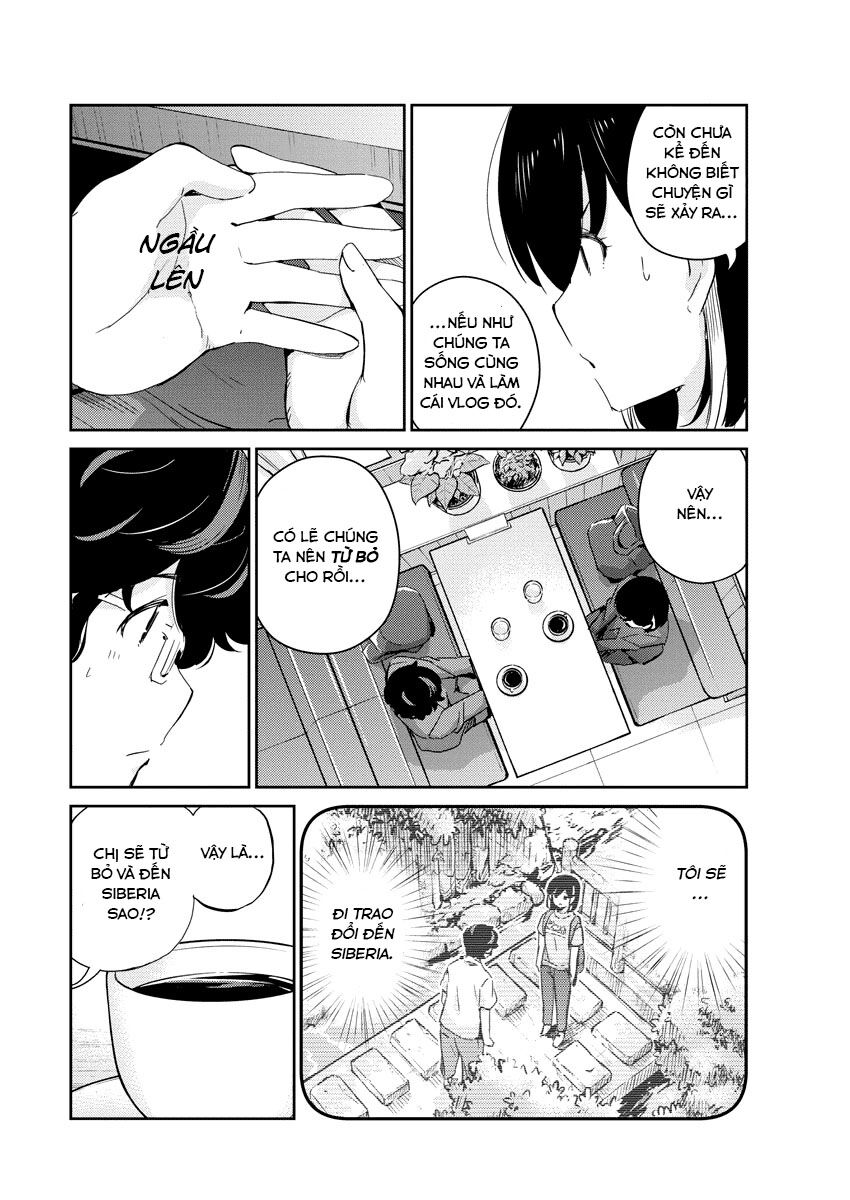 CÒN CHƯA
KỂ ĐẾN
KHÔNG BIẾT
CHUYỆN GÌ
SẼ XẢY RA...
...NẾU NHƯ
CHÚNG TA
SỐNG CÙNG
NHAU VÀ LÀM
CÁI VLOG ĐÓ.
NGẦU
LÊN
VẬY
NÊN...
CÓ LẼ CHÚNG
TA NÊN TỪ BỎ
CHO RỒI...
TÔI SẼ
...
ĐI TRAO
ĐỔI ĐẾN
SIBERIA.
VẬY LÀ...
CHỊ SẼ TỪ
BỎ VÀ ĐẾN
SIBERIA
SAO!?